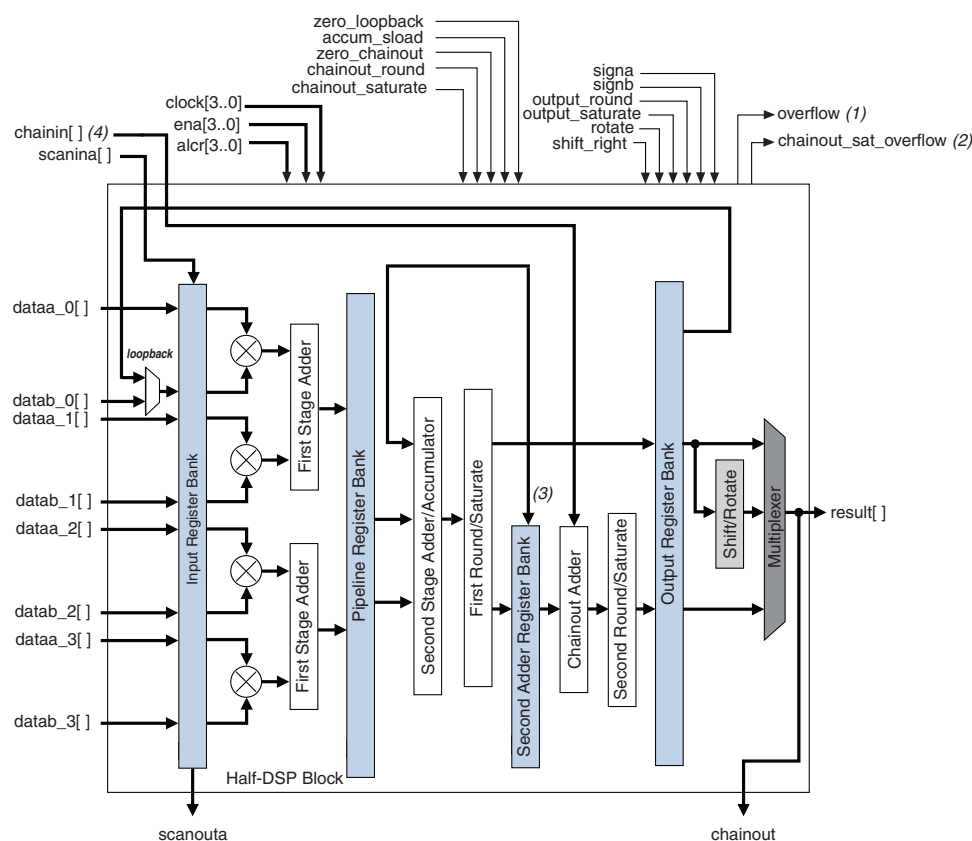 zero_loopback
accum_sload
zero_chainout
chainout_round
chainout_saturate
signa
signb
output_round
output_saturate
rotate
shift_right
clock[3..0]
ena[3..0]
alcr[3..0]
overflow (1)
chainout_sat_overflow (2)
chainin[ ] (4)
scanina[ ]
dataa_0[ ]
loopback
datab_0[ ]
dataa_1[ ]
datab_1[ ]
dataa_2[ ]
datab_2[ ]
dataa_3[ ]
datab_3[ ]
Input Register Bank
First Stage Adder
First Stage Adder
Pipeline Register Bank
Second Stage Adder/Accumulator
First Round/Saturate
(3)
Second Adder Register Bank
Chainout Adder
Second Round/Saturate
Output Register Bank
Shift/Rotate
Multiplexer
result[ ]
Half-DSP Block
scanouta
chainout